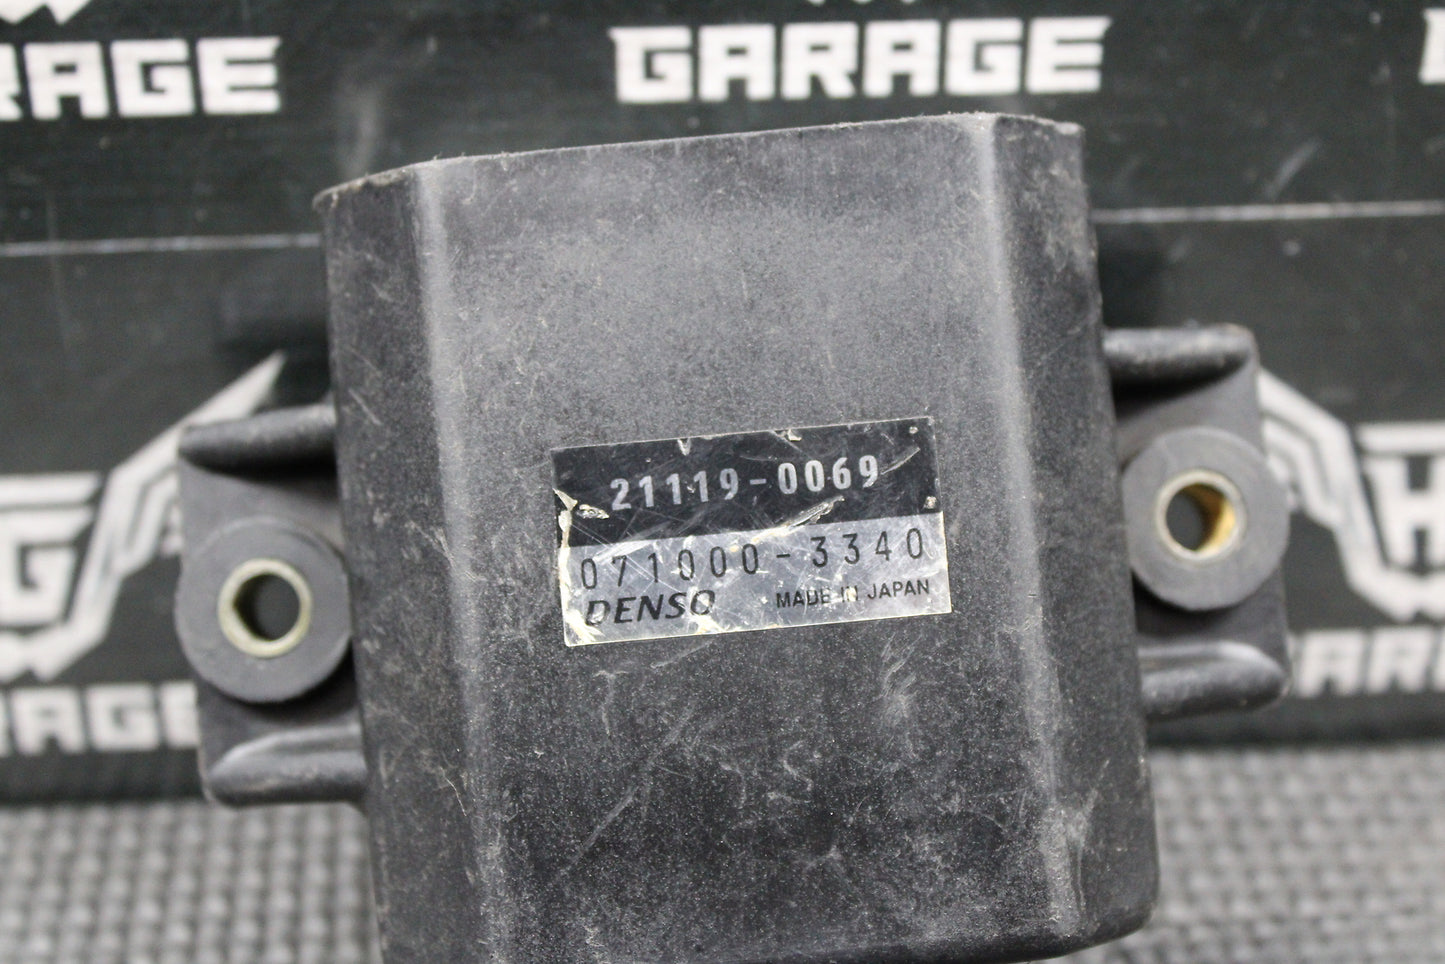 GARAGE
GARAGE
21119-0069
071000-3340
DENSO MADE IN JAPAN